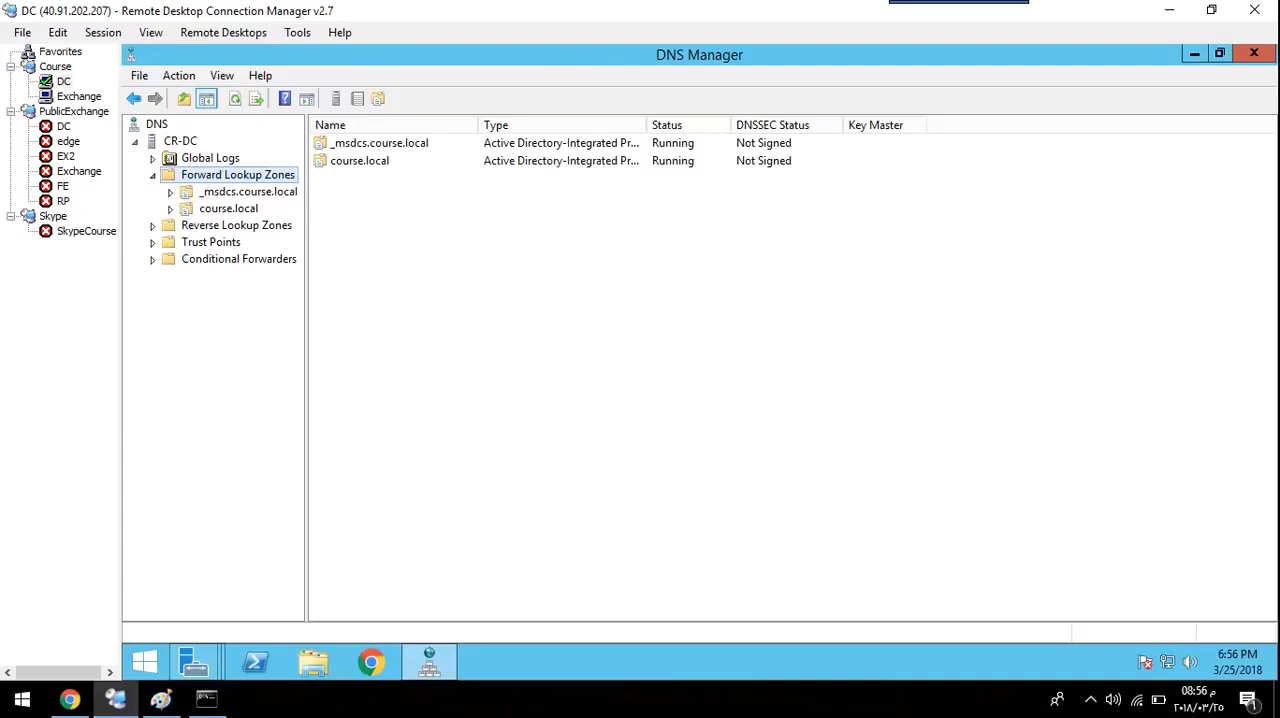 DC (40.91.202.207) - Remote Desktop Connection Manager v2.7
File Edit Session View Remote Desktops Tools Help
Favorites
Course
DC
Exchange
PublicExchange
DC
edge
EX2
Exchange
FE
RP
Skype
SkypeCourse
DNS Manager
File Action View Help
DNS
CR-DC
Global Logs
Forward Lookup Zones
_msdcs.course.local
course.local
Reverse Lookup Zones
Trust Points
Conditional Forwarders
Name Type Status DNSSEC Status Key Master
_msdcs.course.local Active Directory-Integrated Pr... Running Not Signed
course.local Active Directory-Integrated Pr... Running Not Signed
6:56 PM
3/25/2018
08:56 م
٢٠١٨/٠٣/٢٥
1